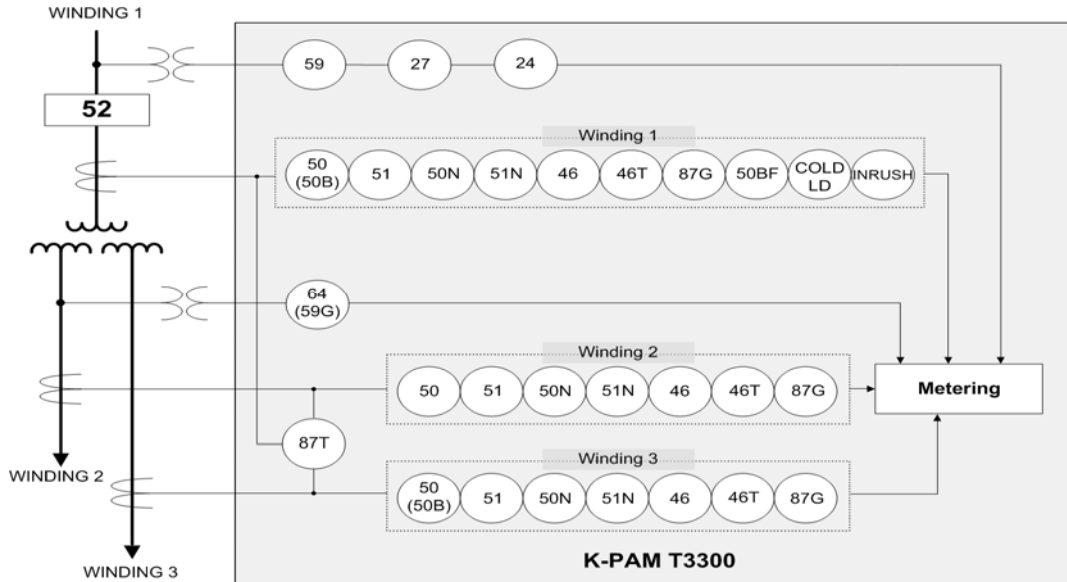 WINDING 1
59
27
24
52
Winding 1
50
(50B)
51
50N
51N
46
46T
87G
50BF
COLD
LD
INRUSH
64
(59G)
Winding 2
50
51
50N
51N
46
46T
87G
Metering
87T
WINDING 2
Winding 3
50
(50B)
51
50N
51N
46
46T
87G
K-PAM T3300
WINDING 3